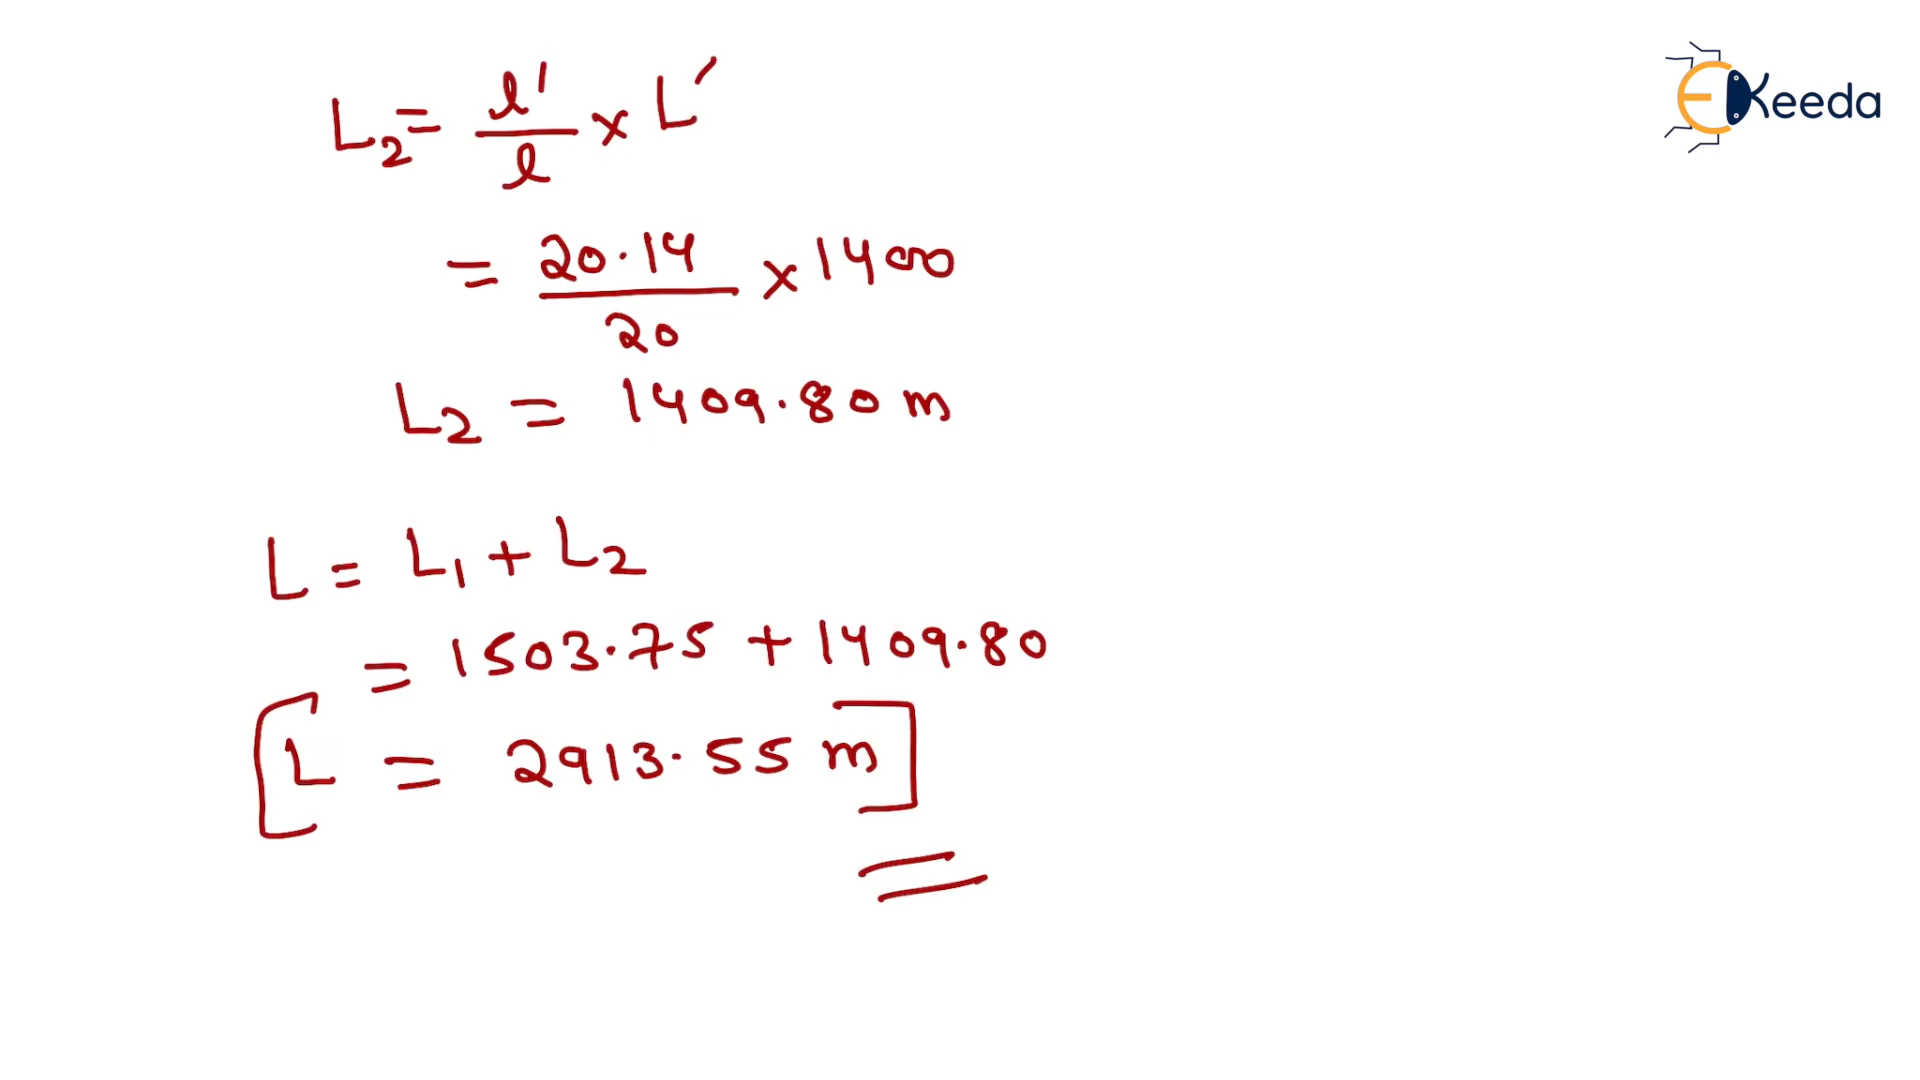 L₂ = l'/l × L'
EKeeda
= 20.14/20 × 1400
L₂ = 1409.80 m
L = L₁ + L₂
= 1503.75 + 1409.80
[L = 2913.55 m]